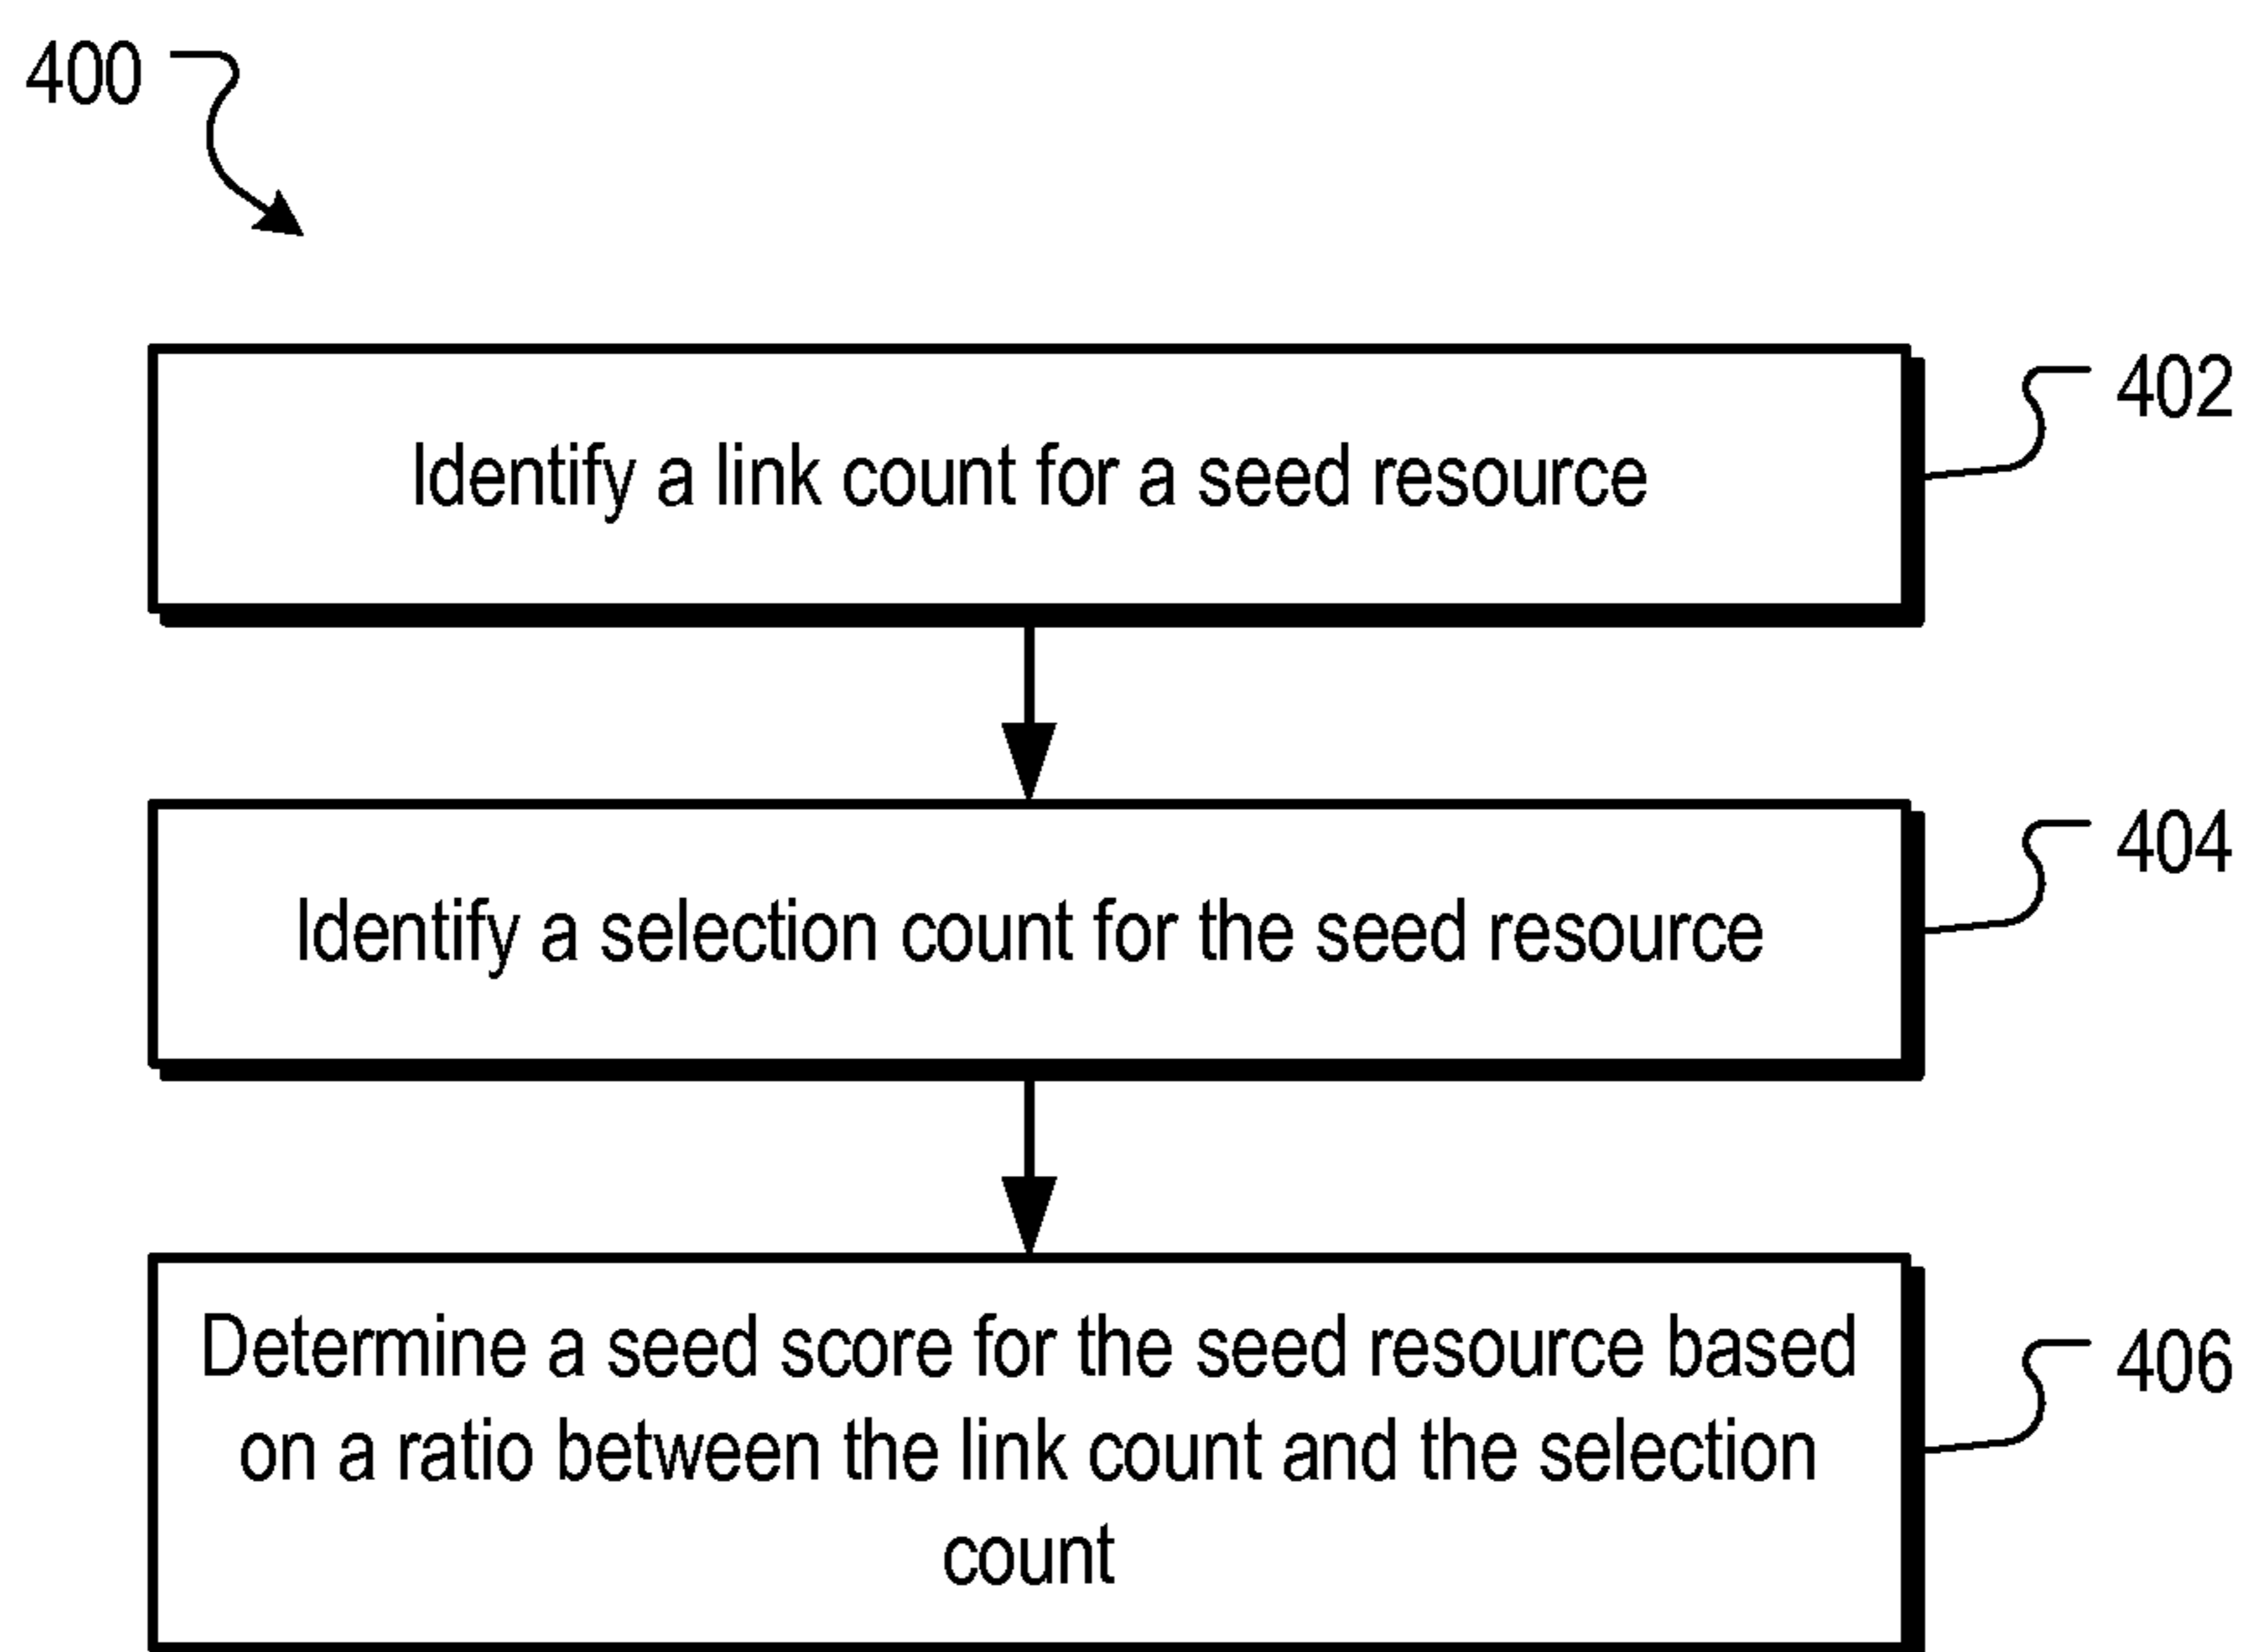 400
Identify a link count for a seed resource
402
Identify a selection count for the seed resource
404
Determine a seed score for the seed resource based
on a ratio between the link count and the selection
count
406